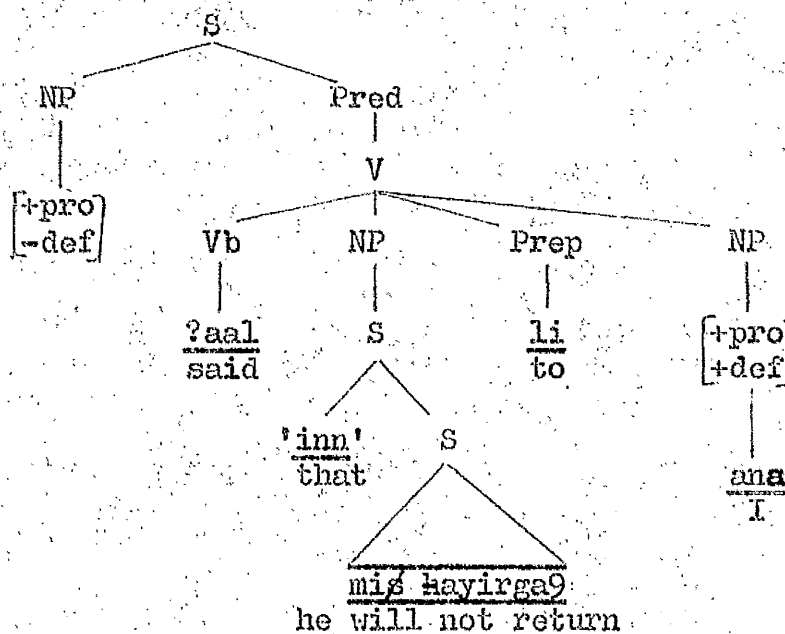 S
NP Pred
V
[+pro Vb NP Prep NP
-def]
?aal S li [+pro
said to +def]
'inn' S ana
that I
miš hayirga9
he will not return